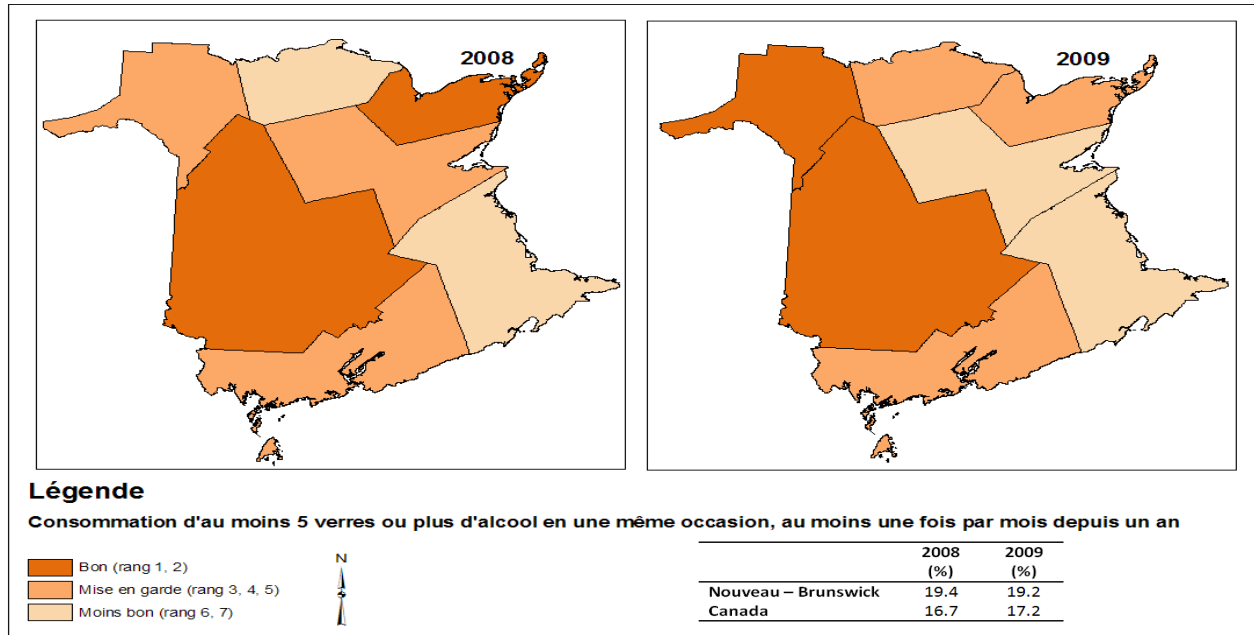 2008
2009
Légende
Consommation d'au moins 5 verres ou plus d'alcool en une même occasion, au moins une fois par mois depuis un an
Bon (rang 1, 2)
Mise en garde (rang 3, 4, 5)
Moins bon (rang 6, 7)
N
2008 2009
(%) (%)
Nouveau – Brunswick 19.4 19.2
Canada 16.7 17.2